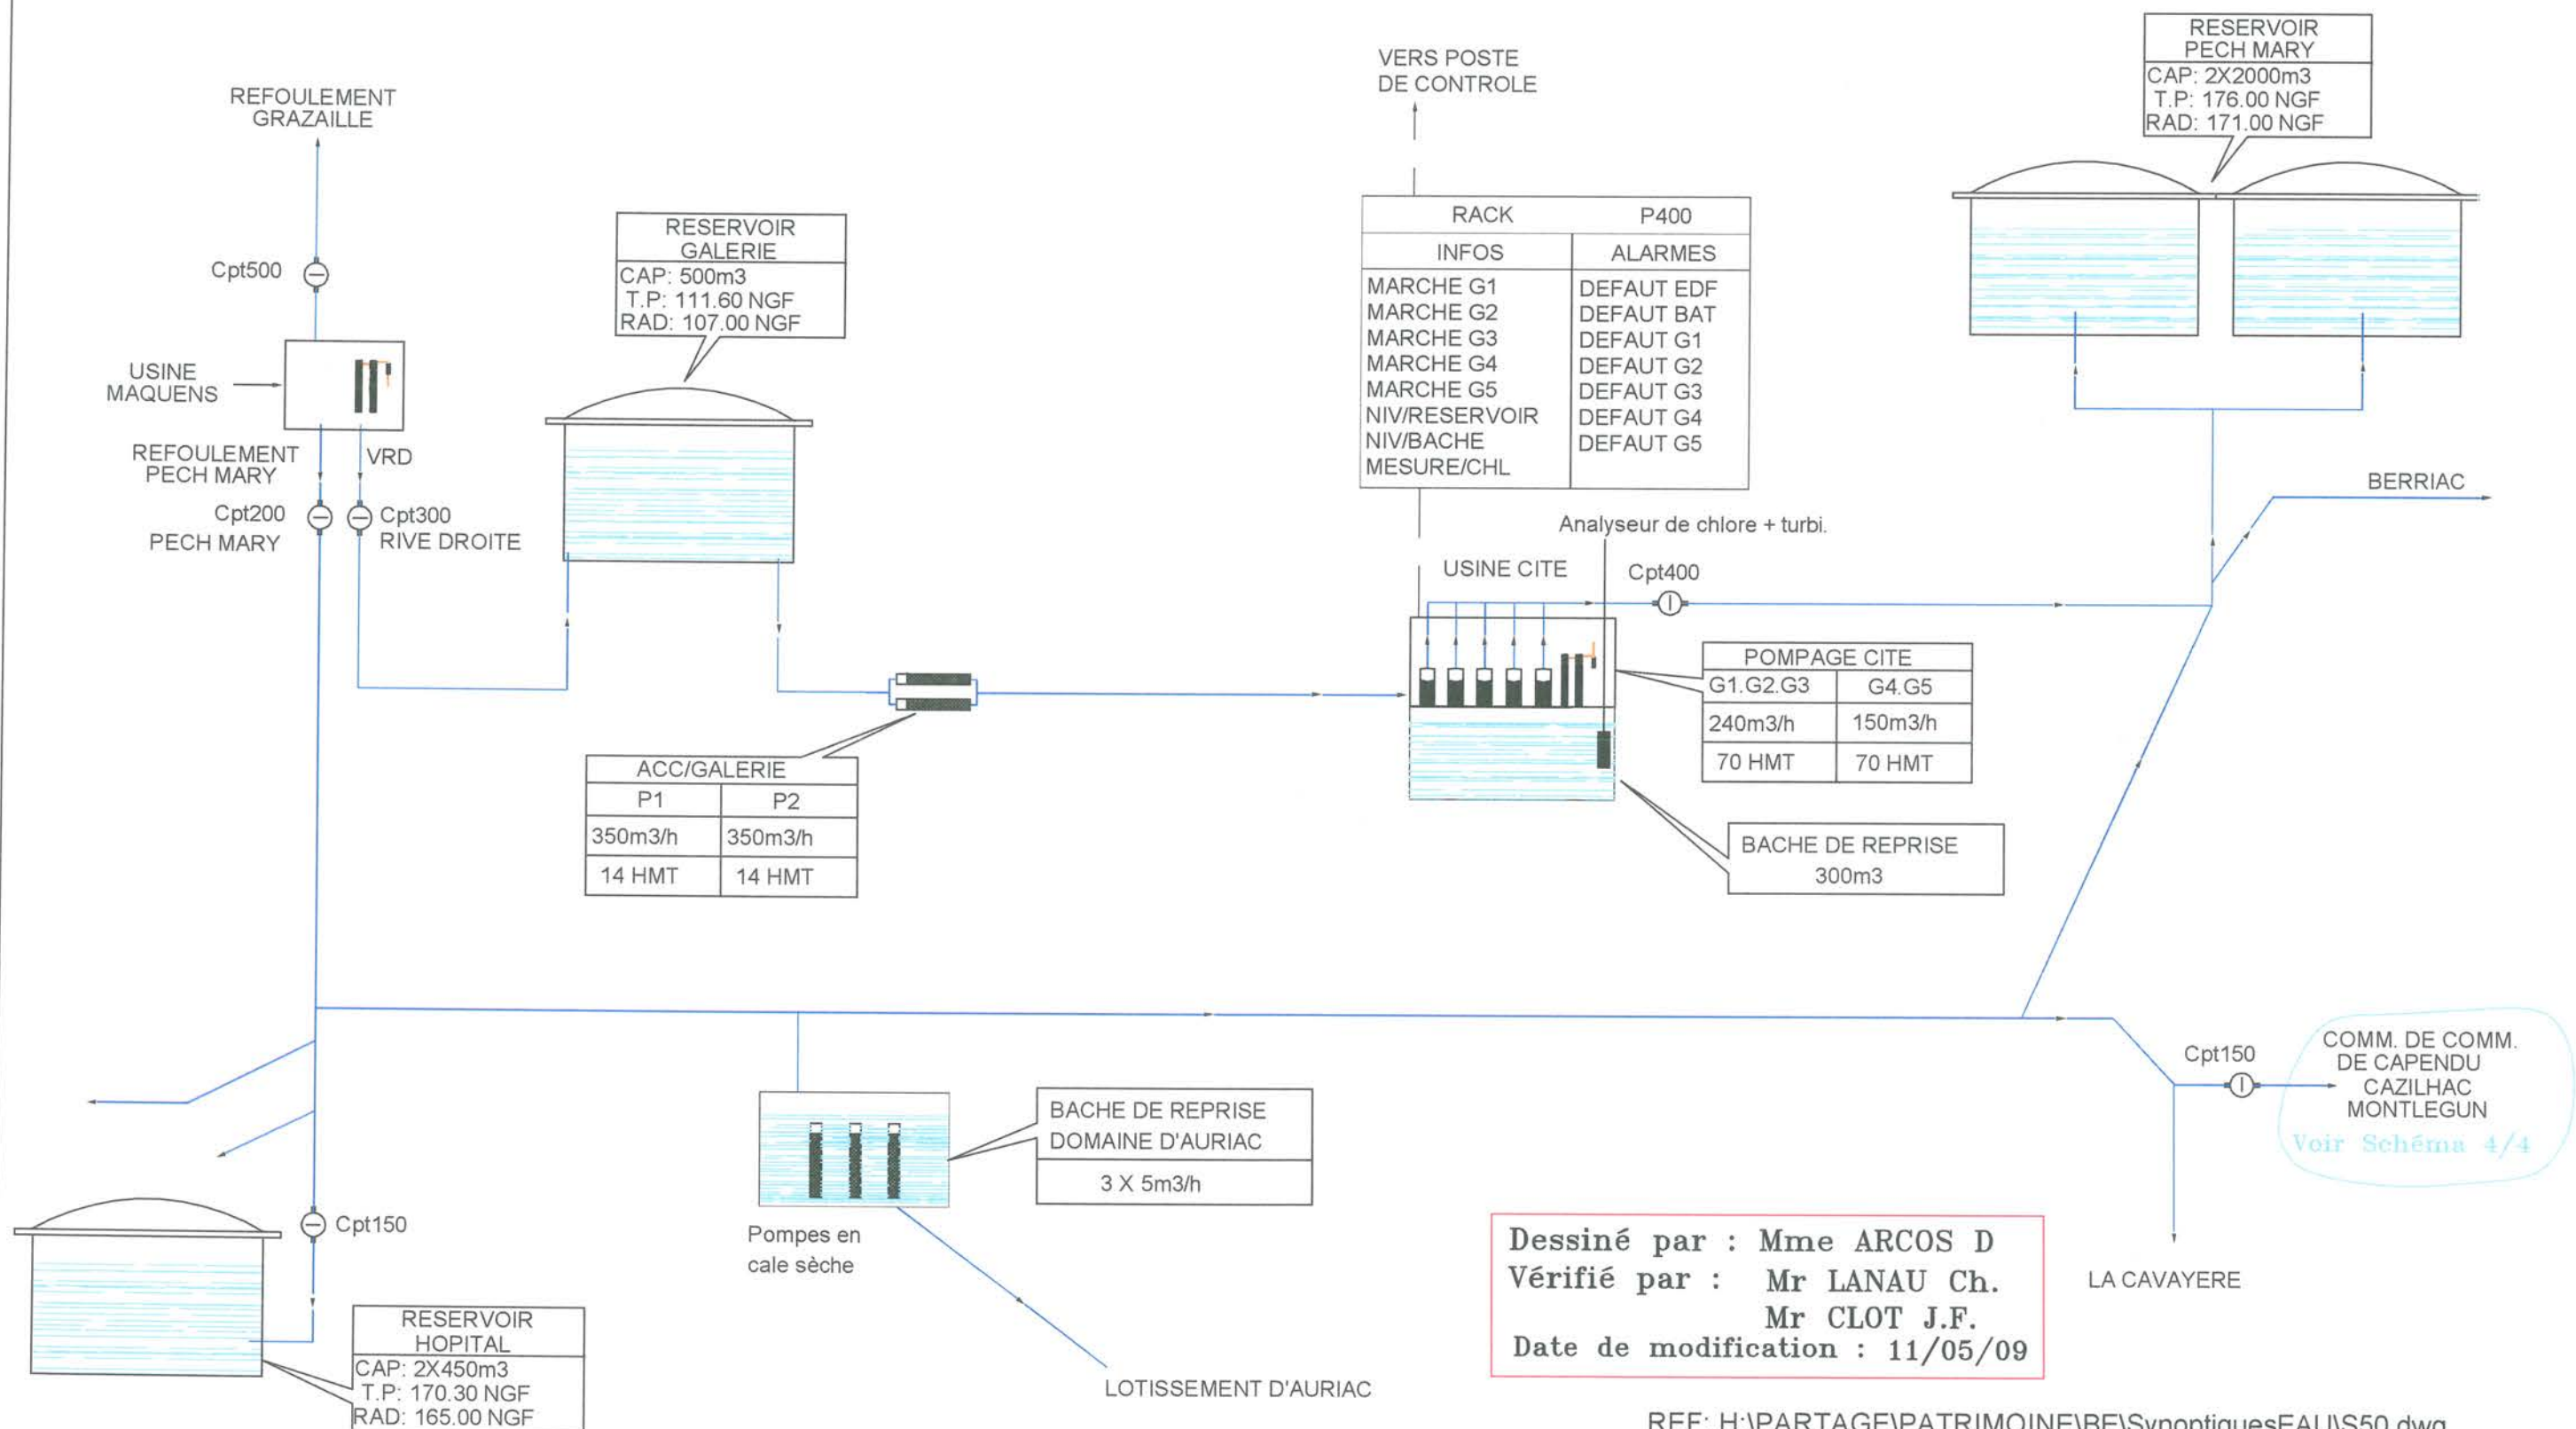 REFOULEMENT
GRAZAILLE
Cpt500
USINE
MAQUENS
REFOULEMENT
PECH MARY
VRD
Cpt200
PECH MARY
Cpt300
RIVE DROITE
RESERVOIR
GALERIE
CAP: 500m3
T.P: 111.60 NGF
RAD: 107.00 NGF
ACC/GALERIE
P1 P2
350m3/h 350m3/h
14 HMT 14 HMT
VERS POSTE
DE CONTROLE
RACK P400
INFOS ALARMES
MARCHE G1 DEFAUT EDF
MARCHE G2 DEFAUT BAT
MARCHE G3 DEFAUT G1
MARCHE G4 DEFAUT G2
MARCHE G5 DEFAUT G3
NIV/RESERVOIR DEFAUT G4
NIV/BACHE DEFAUT G5
MESURE/CHL
Analyseur de chlore + turbi.
USINE CITE
Cpt400
POMPAGE CITE
G1.G2.G3 G4.G5
240m3/h 150m3/h
70 HMT 70 HMT
BACHE DE REPRISE
300m3
RESERVOIR
PECH MARY
CAP: 2X2000m3
T.P: 176.00 NGF
RAD: 171.00 NGF
BERRIAC
Cpt150
COMM. DE COMM.
DE CAPENDU
CAZILHAC
MONTLEGUN
Voir Schéma 4/4
LA CAVAYERE
BACHE DE REPRISE
DOMAINE D'AURIAC
3 X 5m3/h
Pompes en
cale sèche
LOTISSEMENT D'AURIAC
Cpt150
RESERVOIR
HOPITAL
CAP: 2X450m3
T.P: 170.30 NGF
RAD: 165.00 NGF
Dessiné par : Mme ARCOS D
Vérifié par : Mr LANAU Ch.
Mr CLOT J.F.
Date de modification : 11/05/09
REF: H:\PARTAGE\PATRIMOINE\BE\SynoptiquesEAU\S50.dwg